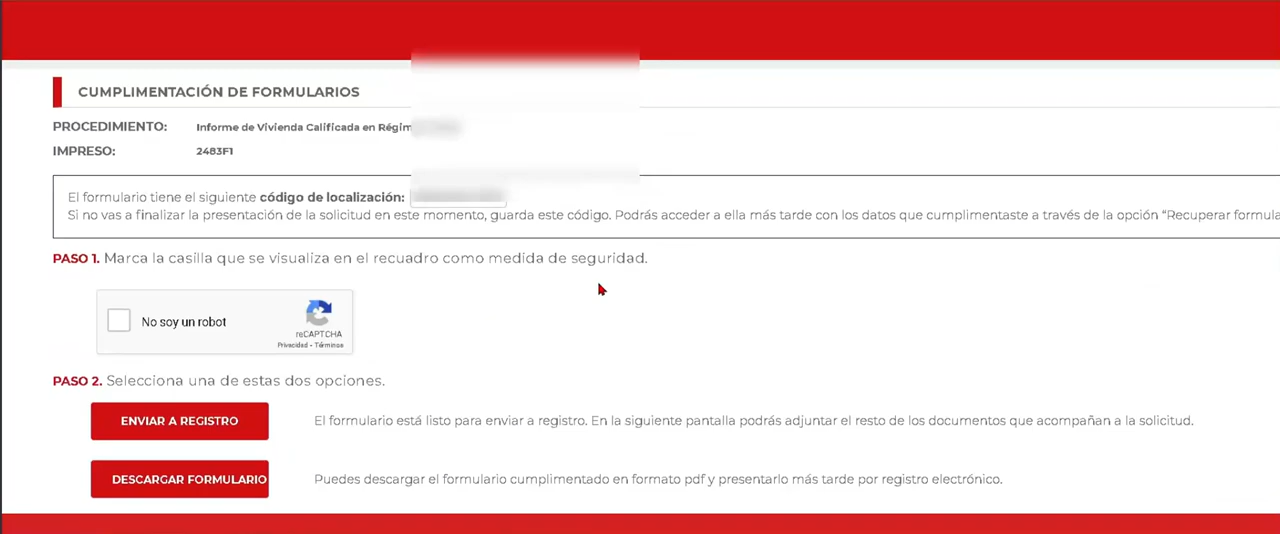 CUMPLIMENTACIÓN DE FORMULARIOS
PROCEDIMIENTO: Informe de Vivienda Calificada en
IMPRESO: 2483F1
El formulario tiene el siguiente código de localización:
Si no vas a finalizar la presentación de la solicitud en este momento, guarda este código. Podrás acceder a ella más tarde con los datos que cumplimentaste a través de la opción “Recuperar
PASO 1. Marca la casilla que se visualiza en el recuadro como medida de seguridad.
No soy un robot
reCAPTCHA
Privacidad - Términos
PASO 2. Selecciona una de estas dos opciones.
ENVIAR A REGISTRO El formulario está listo para enviar a registro. En la siguiente pantalla podrás adjuntar el resto de los documentos que acompañan a la solicitud.
DESCARGAR FORMULARIO Puedes descargar el formulario cumplimentado en formato pdf y presentarlo más tarde por registro electrónico.